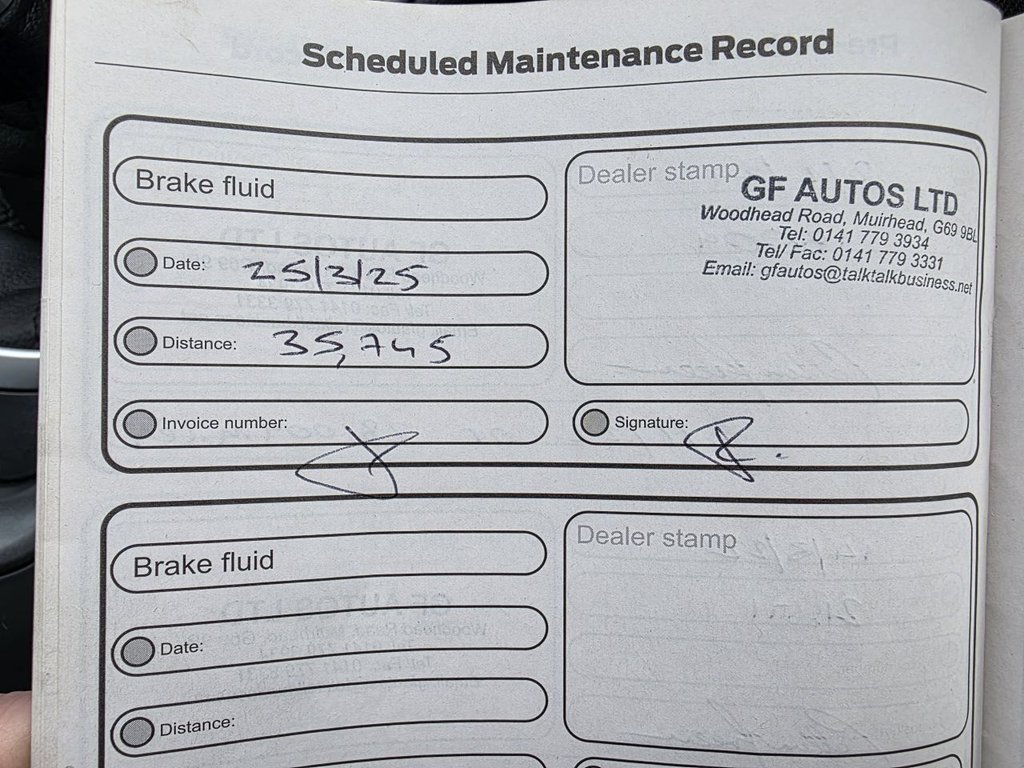 Scheduled Maintenance Record
Brake fluid
Date: 25/3/25
Distance: 35,745
Invoice number:
Dealer stamp
GF AUTOS LTD
Woodhead Road, Muirhead, G69 9BL
Tel: 0141 779 3934
Tel/ Fac: 0141 779 3331
Email: gfautos@talktalkbusiness.net
Signature:
Brake fluid
Date:
Distance:
Dealer stamp